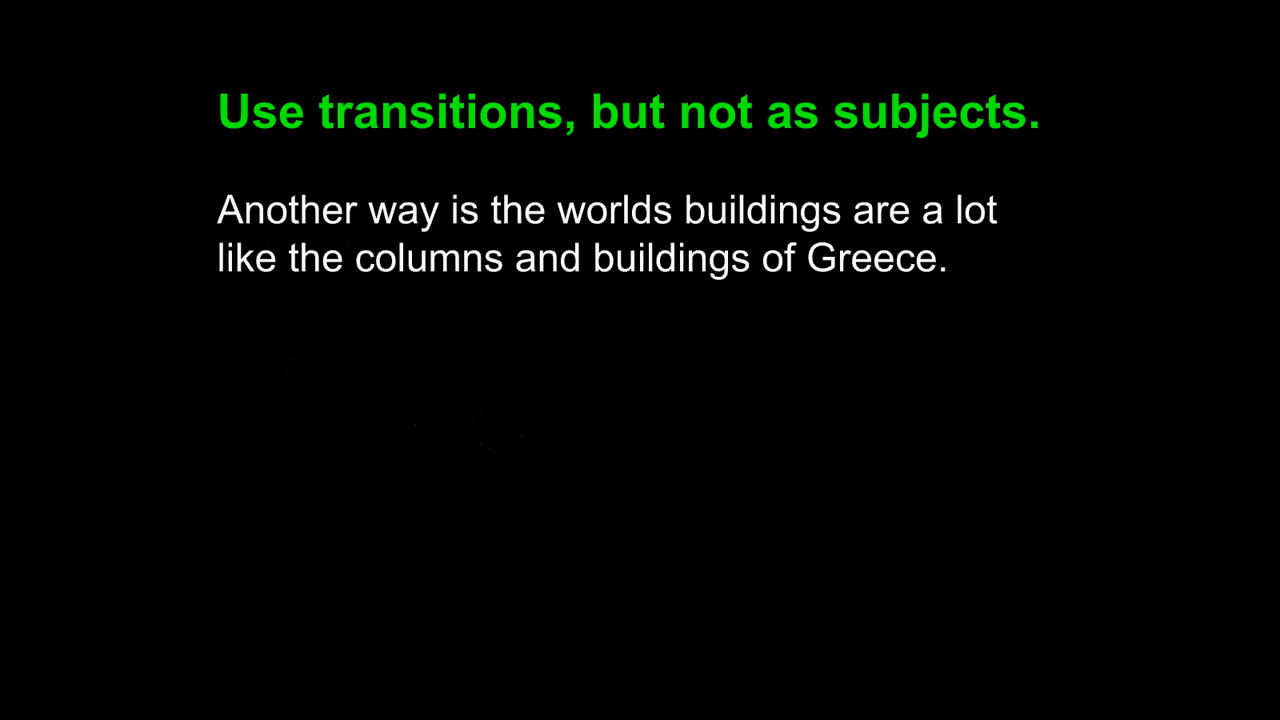 Use transitions, but not as subjects.
Another way is the worlds buildings are a lot
like the columns and buildings of Greece.